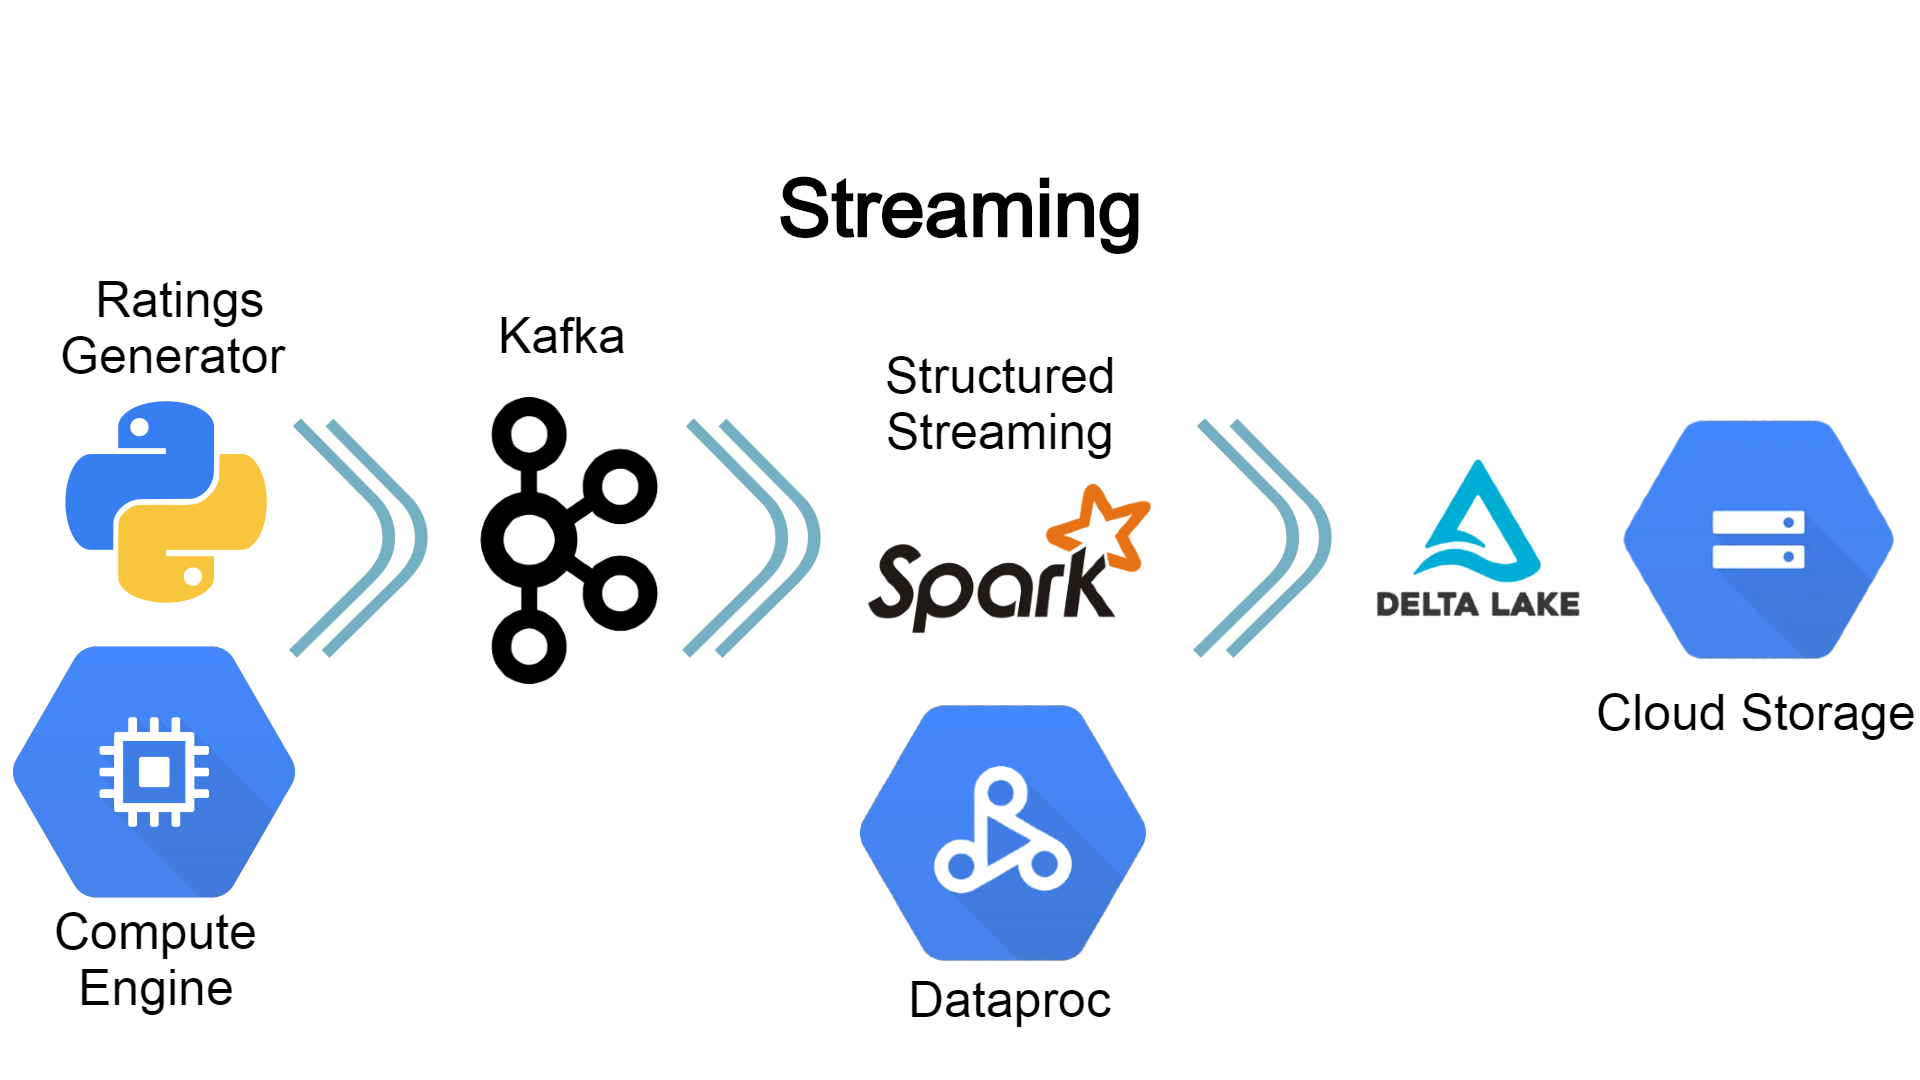 Streaming
Ratings
Generator
Kafka
Structured
Streaming
Spark
DELTA LAKE
Cloud Storage
Compute
Engine
Dataproc